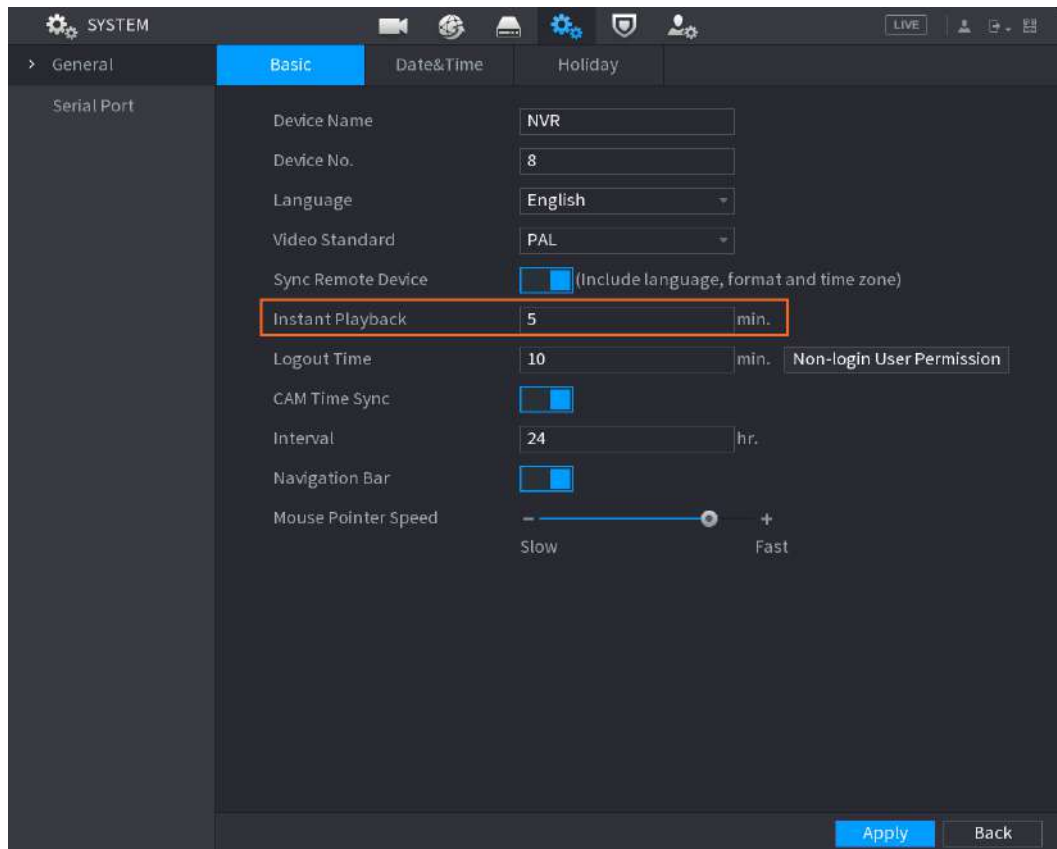 SYSTEM
LIVE
General
Basic Date&Time Holiday
Serial Port
Device Name NVR
Device No. 8
Language English
Video Standard PAL
Sync Remote Device (Include language, format and time zone)
Instant Playback 5 min.
Logout Time 10 min. Non-login User Permission
CAM Time Sync
Interval 24 hr.
Navigation Bar
Mouse Pointer Speed - +
Slow Fast
Apply Back